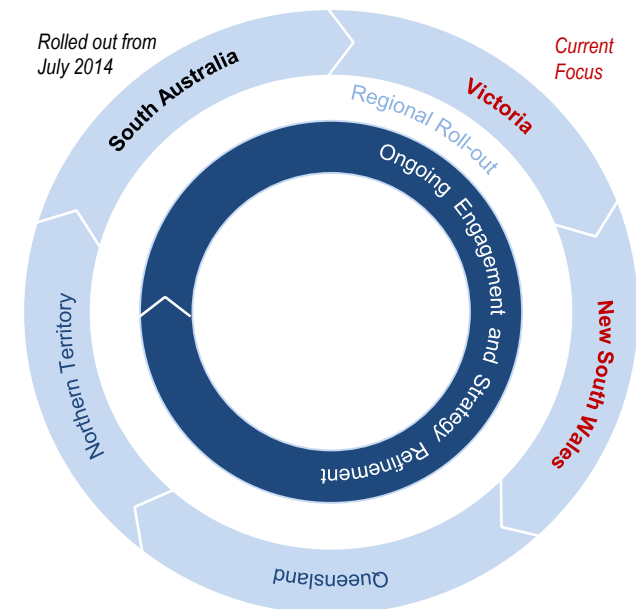 Rolled out from
July 2014
Current
Focus
South Australia
Victoria
Regional Roll-out
Ongoing Engagement and Strategy Refinement
New South Wales
Northern Territory
Queensland